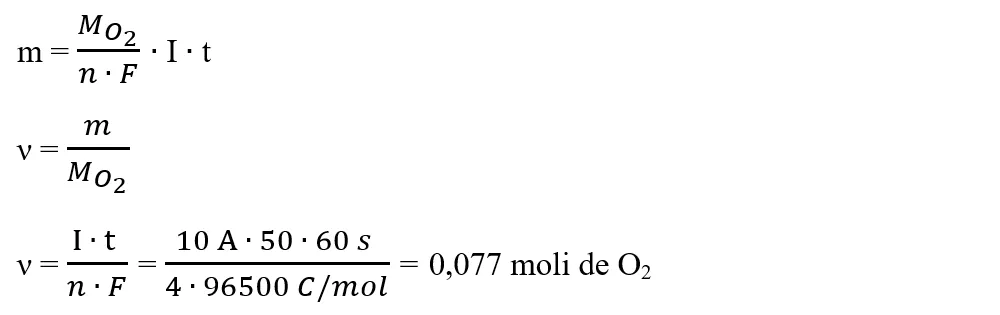 m = M_{O_2} / (n · F) · I · t
ν = m / M_{O_2}
ν = I · t / (n · F) = 10 A · 50 · 60 s / (4 · 96500 C/mol) = 0,077 moli de O₂